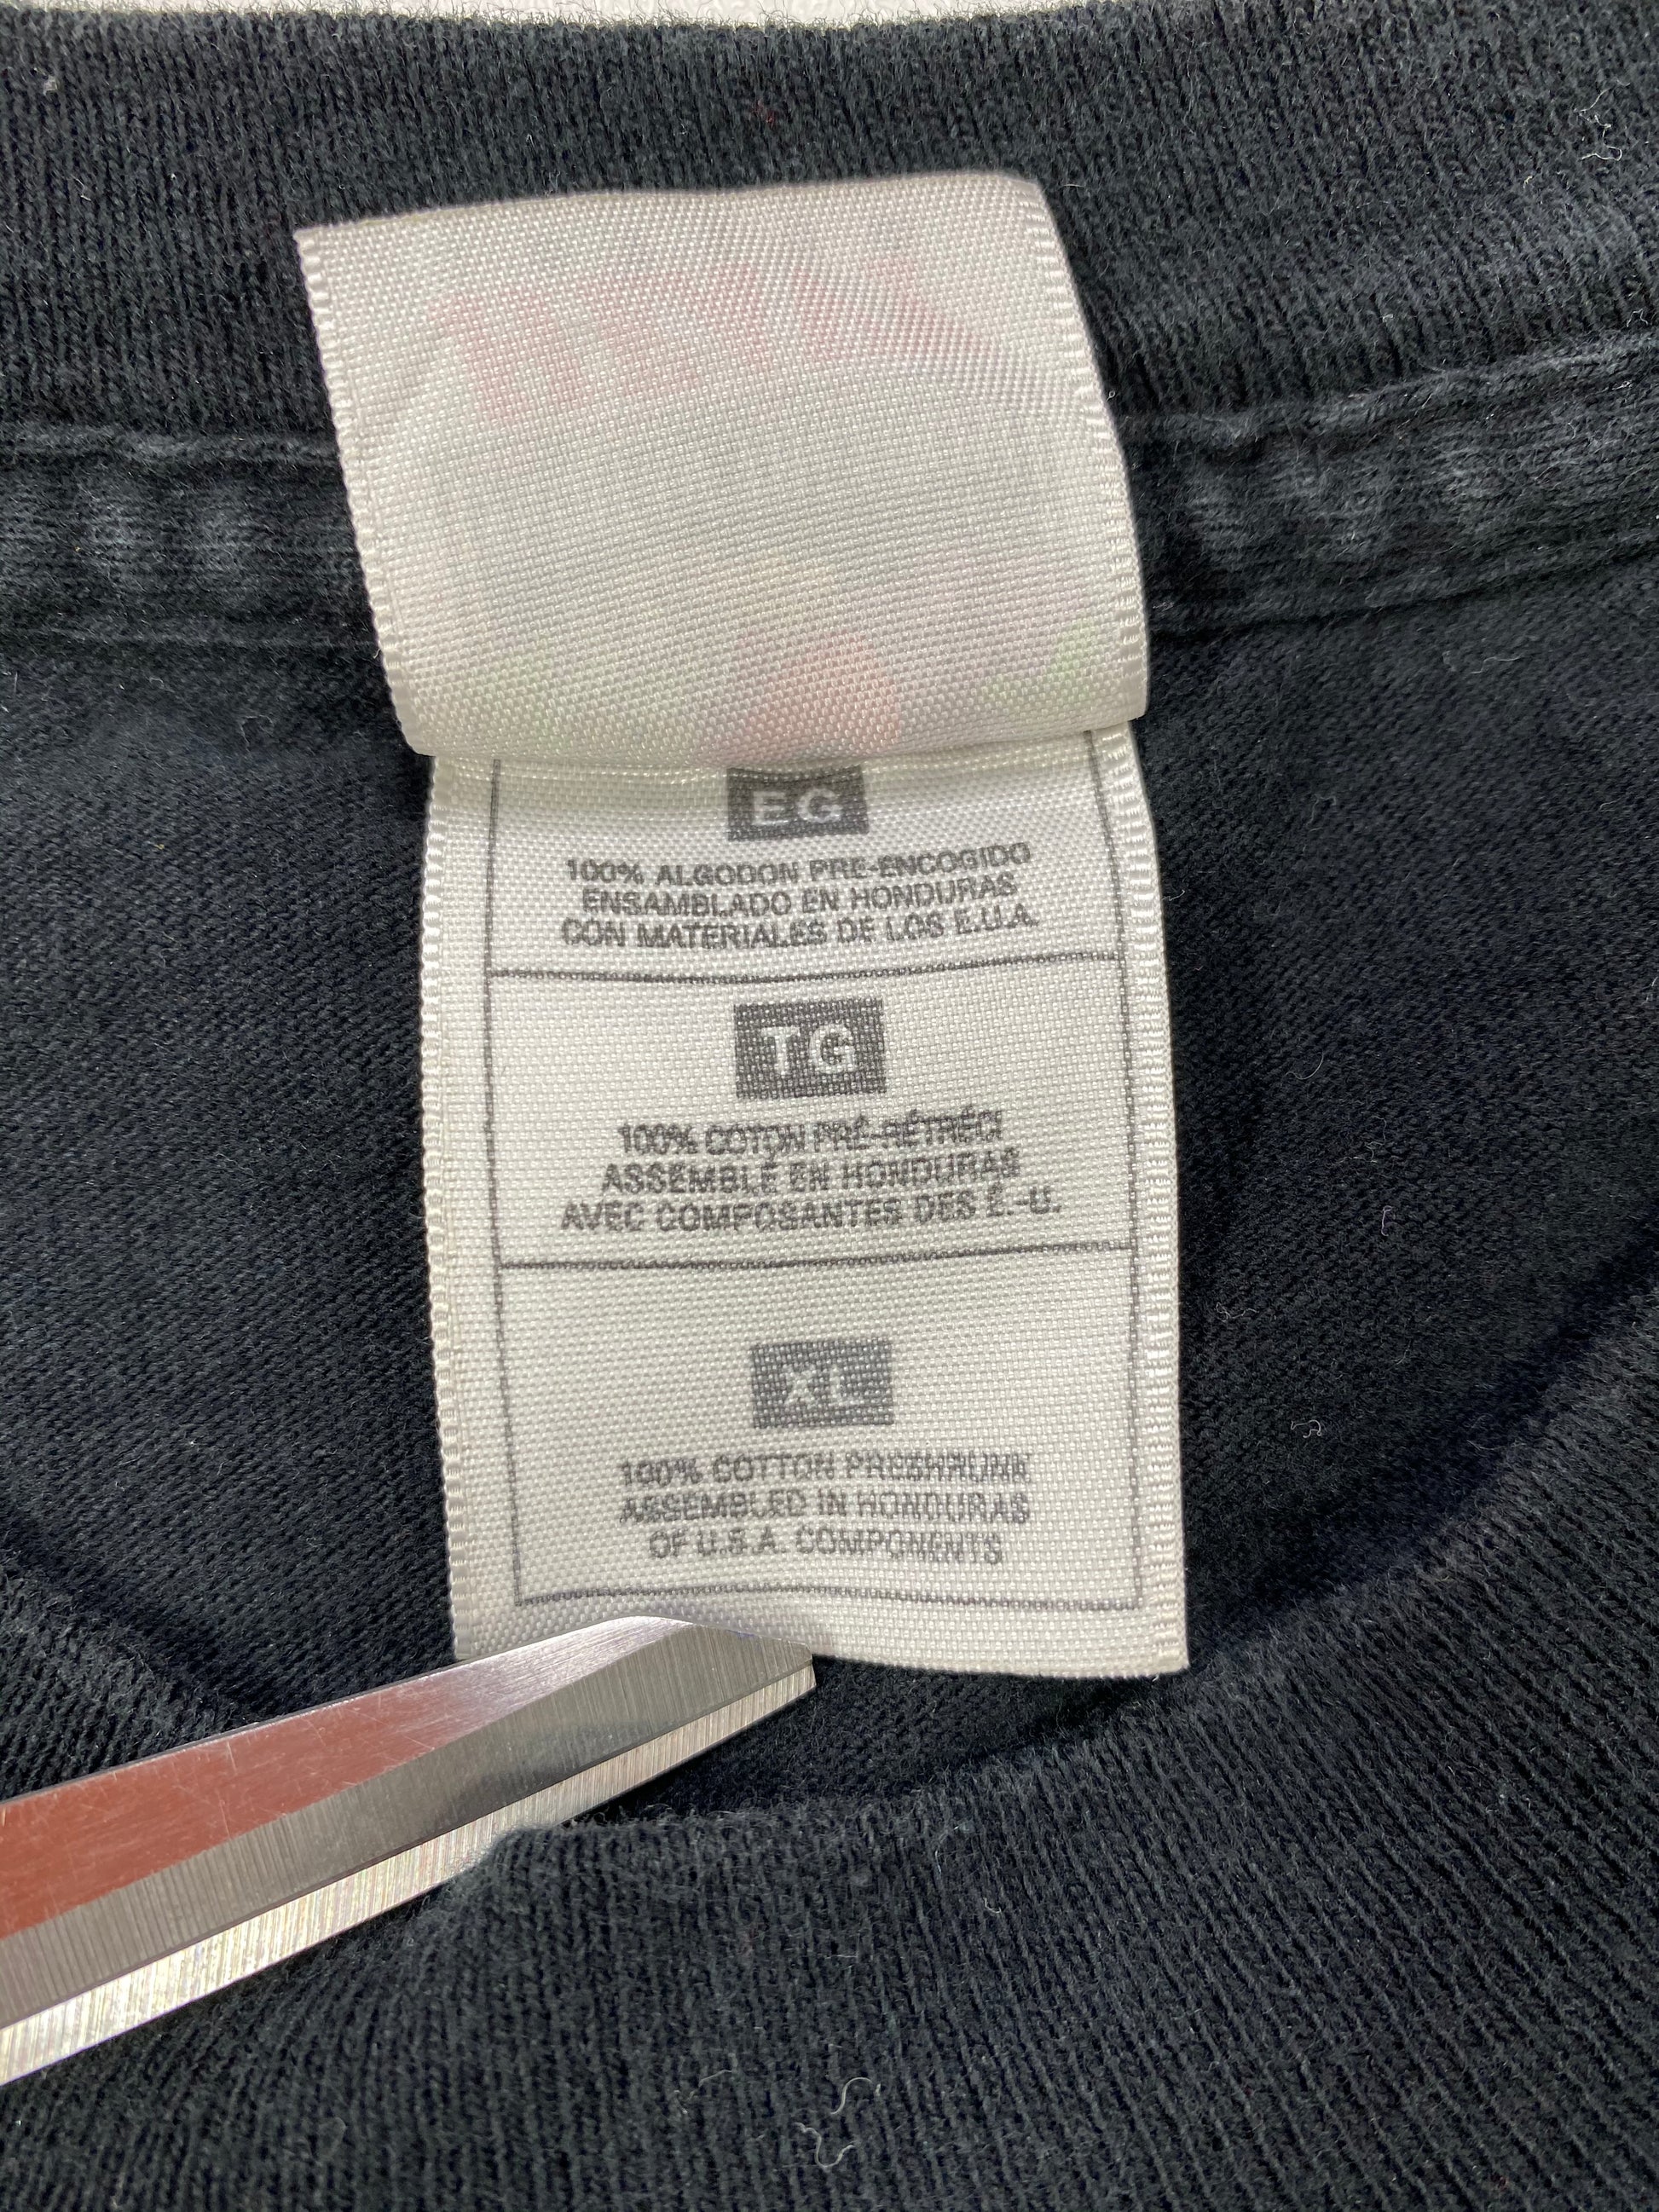 EG
100% ALGODON PRE-ENCOGIDO
ENSAMBLADO EN HONDURAS
CON MATERIALES DE LOS E.U.A.
TG
100% COTON PRÉ-RÉTRÉCI
ASSEMBLÉ EN HONDURAS
AVEC COMPOSANTES DES É.-U.
XL
100% COTTON PRESHRUNK
ASSEMBLED IN HONDURAS
OF U.S.A. COMPONENTS